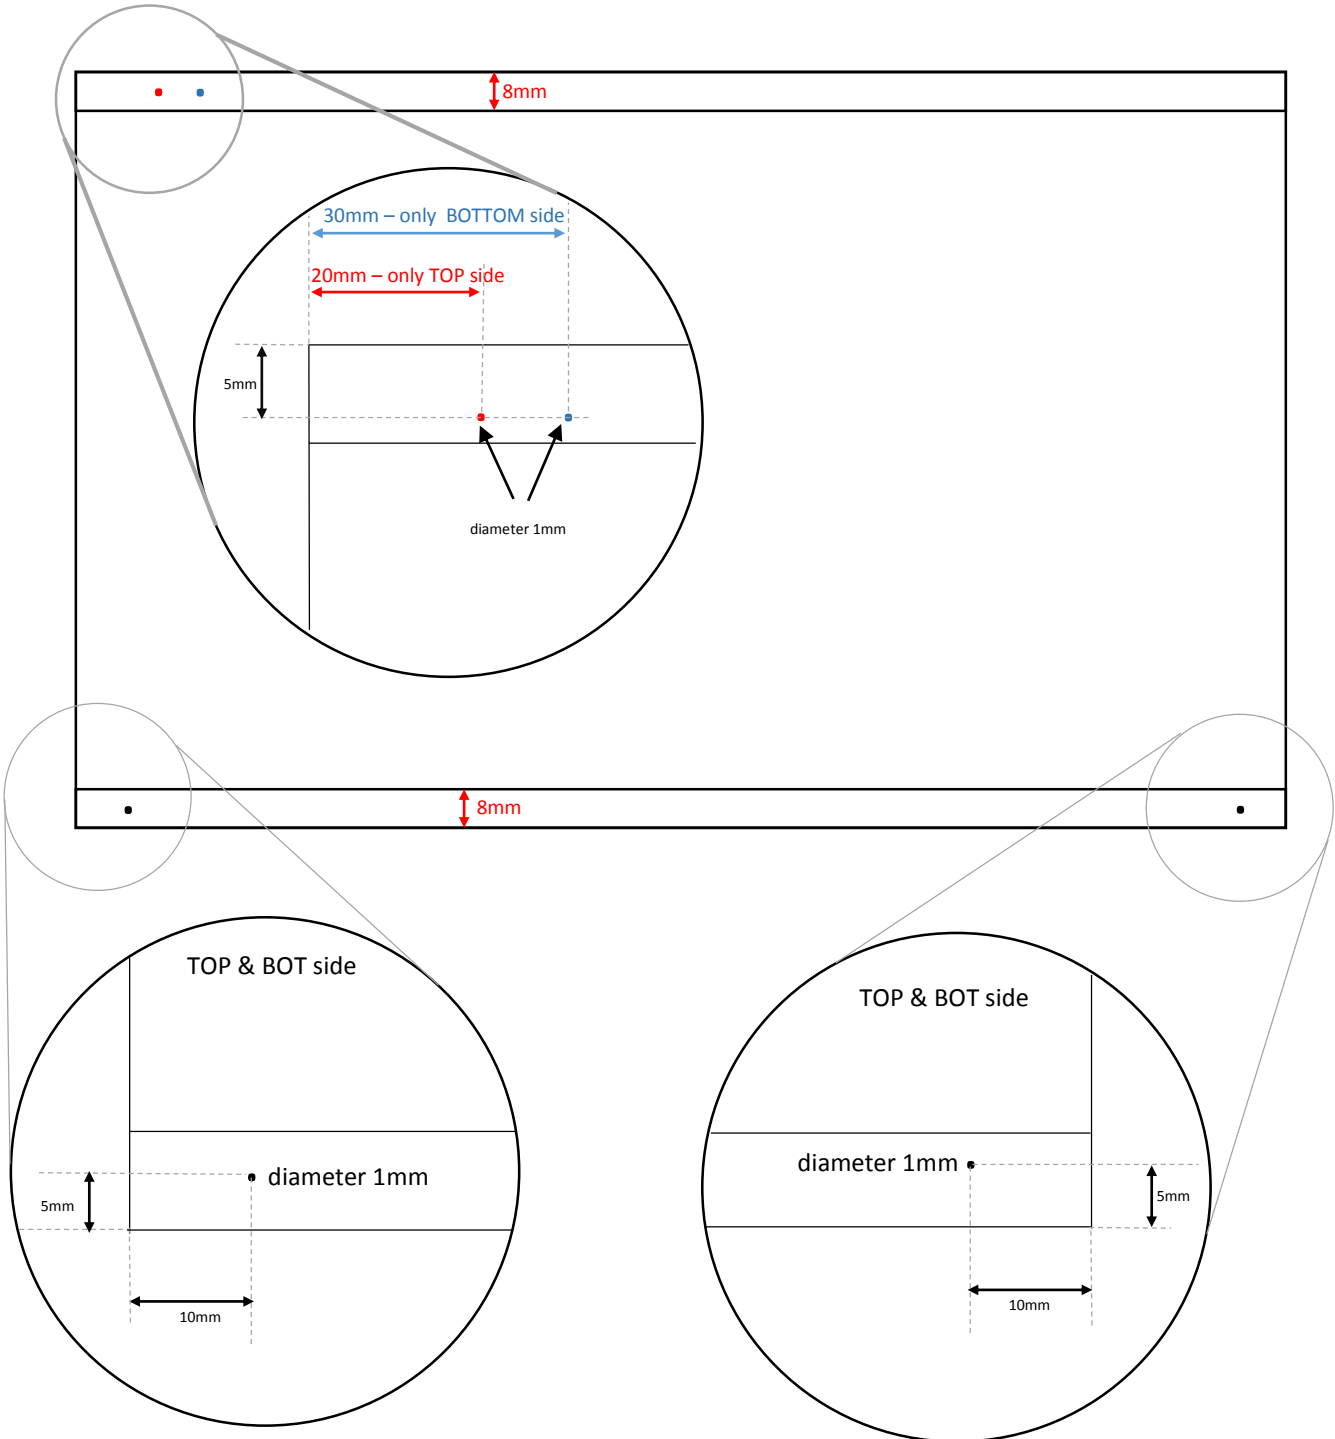 8mm
30mm – only  BOTTOM side
20mm – only TOP side
5mm
diameter 1mm
8mm
TOP & BOT side
TOP & BOT side
diameter 1mm
diameter 1mm
5mm
5mm
10mm
10mm